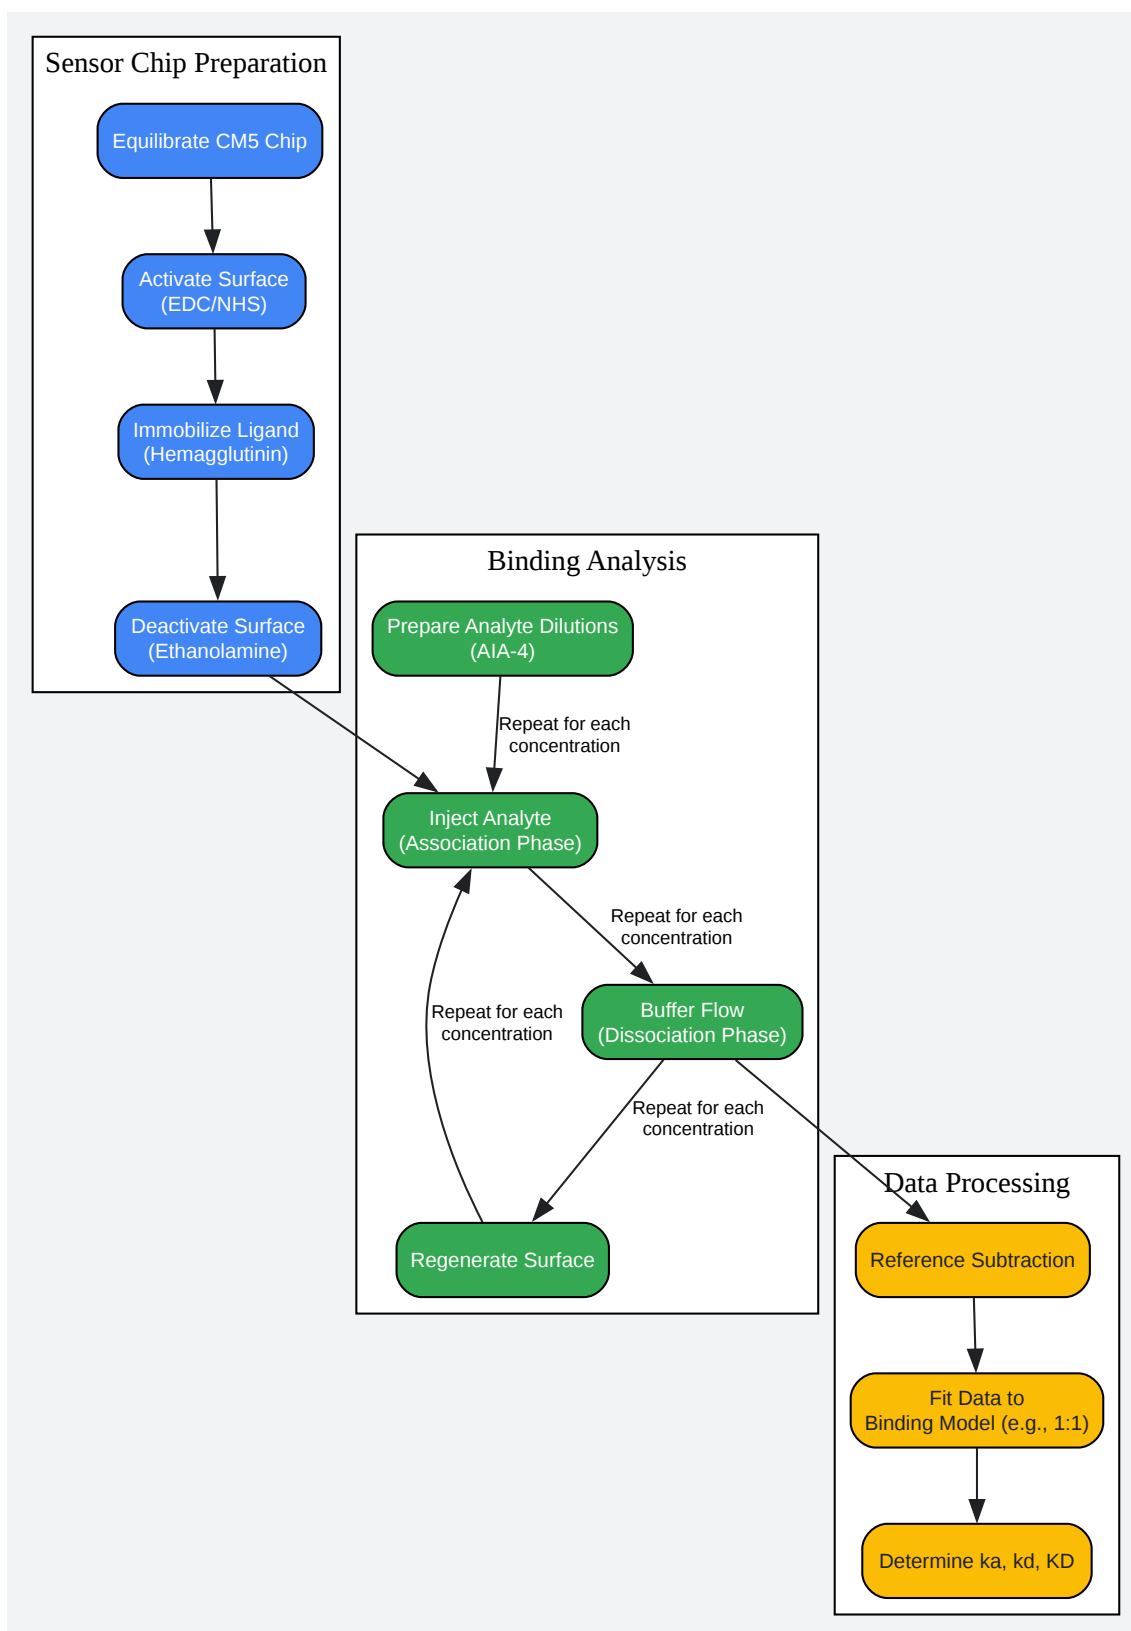 Sensor Chip Preparation
Equilibrate CM5 Chip
Activate Surface
(EDC/NHS)
Immobilize Ligand
(Hemagglutinin)
Deactivate Surface
(Ethanolamine)
Binding Analysis
Prepare Analyte Dilutions
(AIA-4)
Repeat for each
concentration
Inject Analyte
(Association Phase)
Repeat for each
concentration
Buffer Flow
(Dissociation Phase)
Repeat for each
concentration
Repeat for each
concentration
Regenerate Surface
Data Processing
Reference Subtraction
Fit Data to
Binding Model (e.g., 1:1)
Determine ka, kd, KD